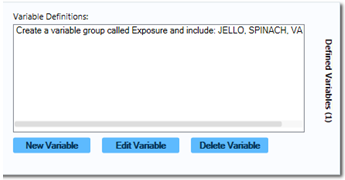 Variable Definitions:
Create a variable group called Exposure and include: JELLO, SPINACH, VA
New Variable
Edit Variable
Delete Variable
Defined Variables (1)